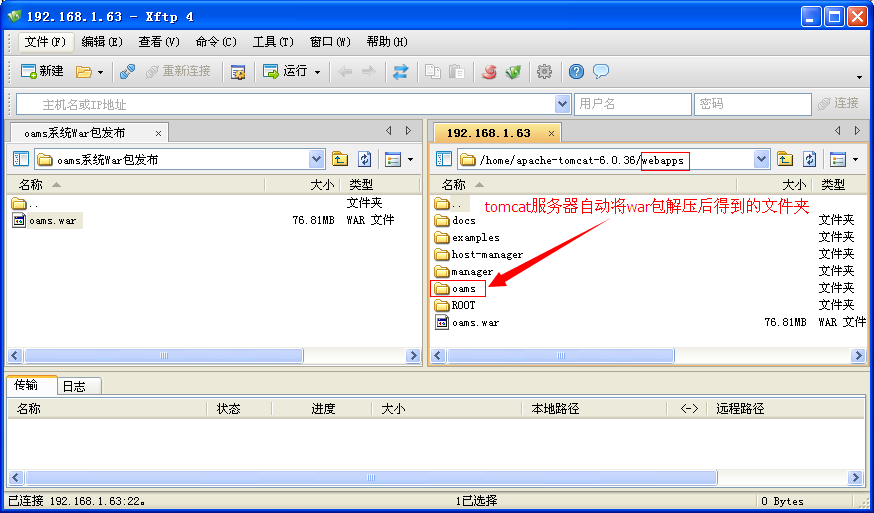 192.168.1.63 - Xftp 4
文件(F) 编辑(E) 查看(V) 命令(C) 工具(T) 窗口(W) 帮助(H)
新建 重新连接 运行
主机名或IP地址 用户名 密码 连接
oams系统War包发布 ×
oams系统War包发布
名称 大小 类型
.. 文件夹
oams.war 76.81MB WAR 文件
192.168.1.63 ×
/home/apache-tomcat-6.0.36/webapps
名称 大小 类型
..
tomcat服务器自动将war包解压后得到的文件夹
docs 文件夹
examples 文件夹
host-manager 文件夹
manager 文件夹
oams 文件夹
ROOT 文件夹
oams.war 76.81MB WAR 文件
传输 日志
名称 状态 进度 大小 本地路径 <-> 远程路径
已连接 192.168.1.63:22。 1已选择 0 Bytes